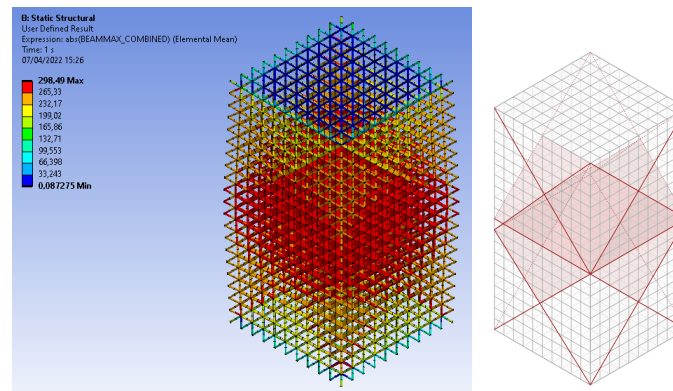 B: Static Structural
User Defined Result
Expression: abs(BEAMMAX_COMBINED) (Elemental Mean)
Time: 1 s
07/04/2022 15:26
298,49 Max
265,33
232,17
199,02
165,86
132,71
99,553
66,398
33,243
0,087275 Min